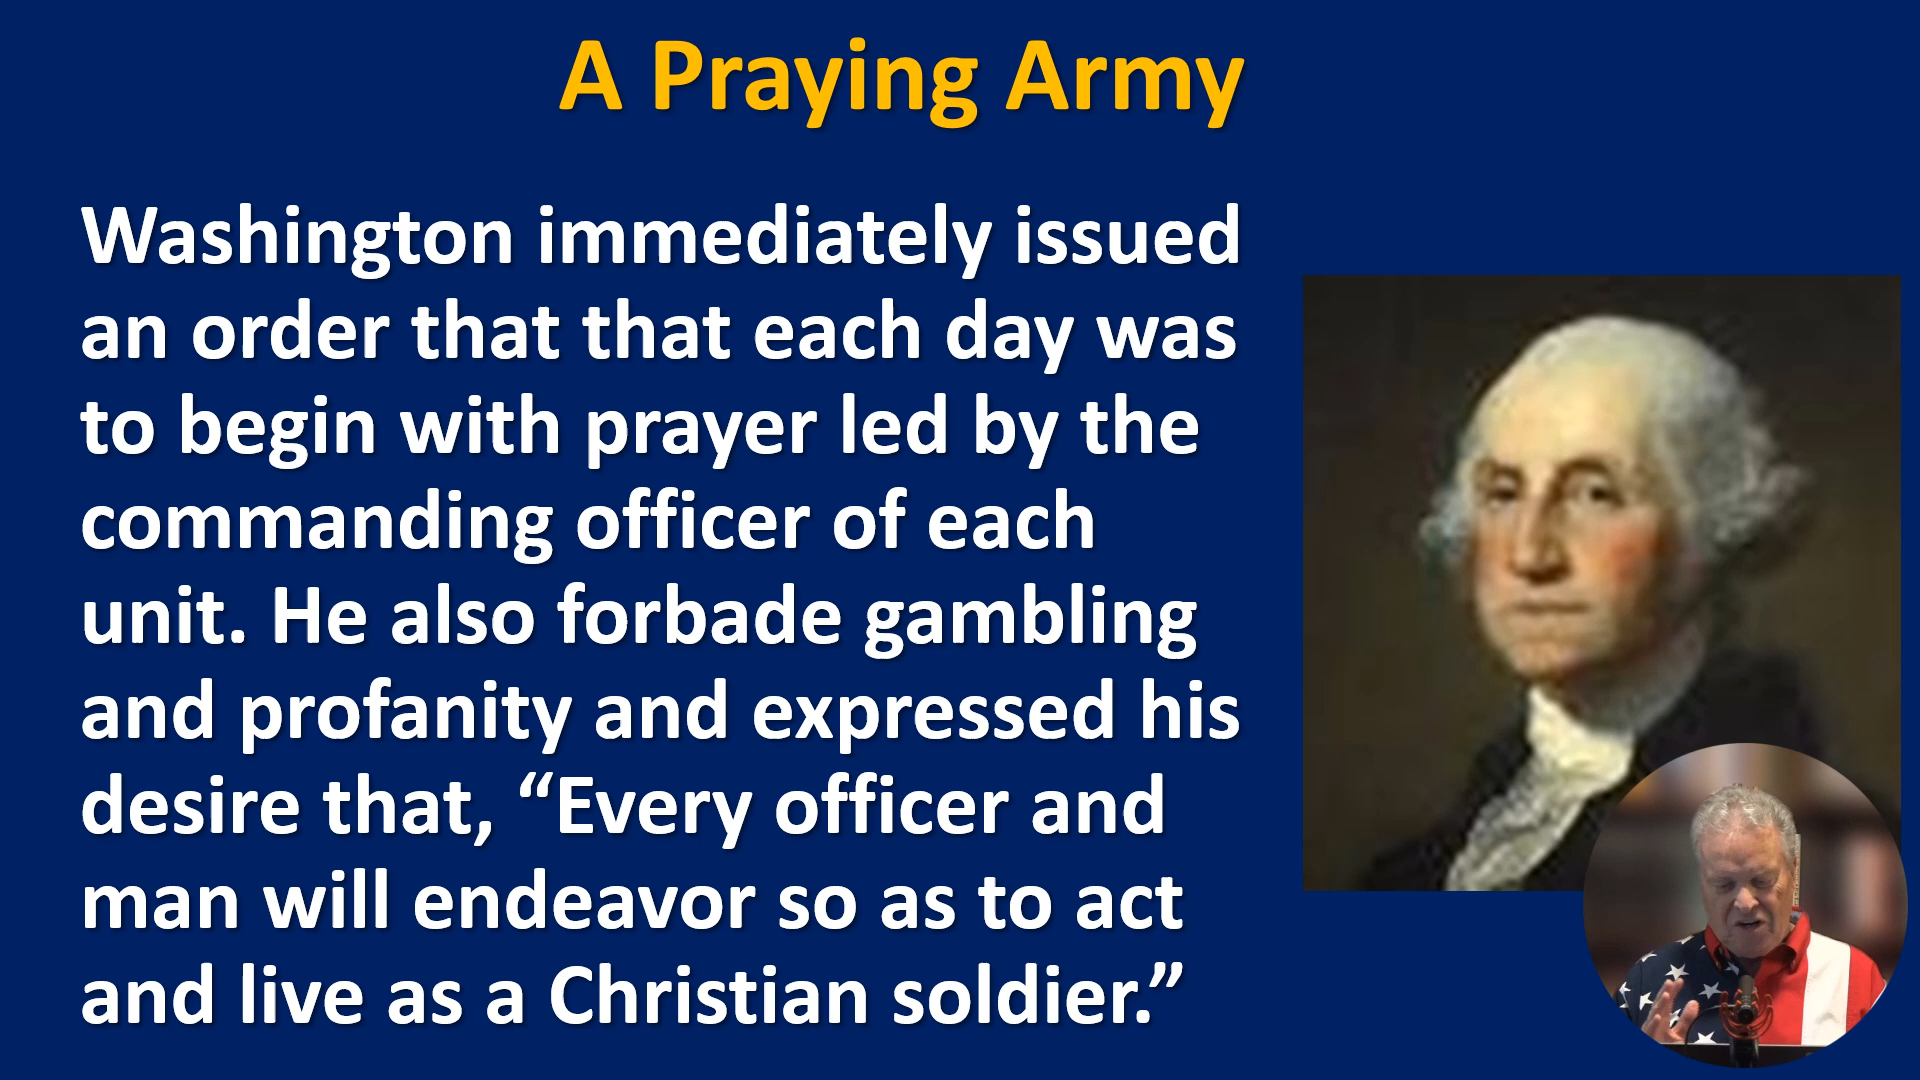 A Praying Army
Washington immediately issued
an order that that each day was
to begin with prayer led by the
commanding officer of each
unit. He also forbade gambling
and profanity and expressed his
desire that, “Every officer and
man will endeavor so as to act
and live as a Christian soldier.”